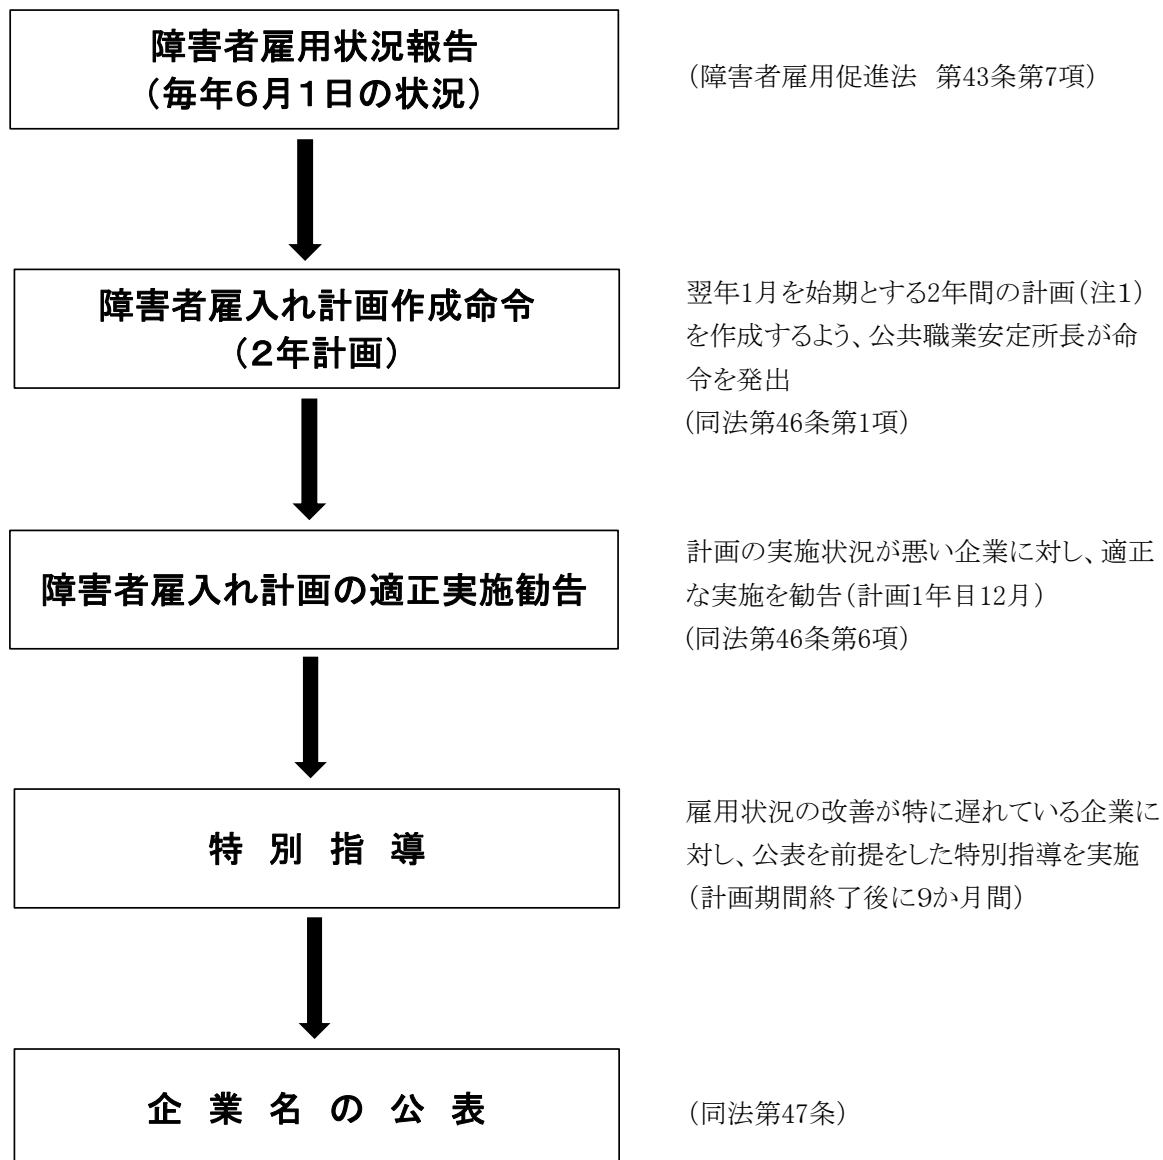 障害者雇用状況報告
（毎年６月１日の状況）
（障害者雇用促進法　第43条第7項）
障害者雇入れ計画作成命令
（２年計画）
翌年1月を始期とする2年間の計画（注１）
を作成するよう、公共職業安定所長が命
令を発出
（同法第46条第1項）
障害者雇入れ計画の適正実施勧告
計画の実施状況が悪い企業に対し、適正
な実施を勧告（計画1年目12月）
（同法第46条第6項）
特　別　指　導
雇用状況の改善が特に遅れている企業に
対し、公表を前提をした特別指導を実施
（計画期間終了後に９か月間）
企　業　名　の　公　表
（同法第47条）